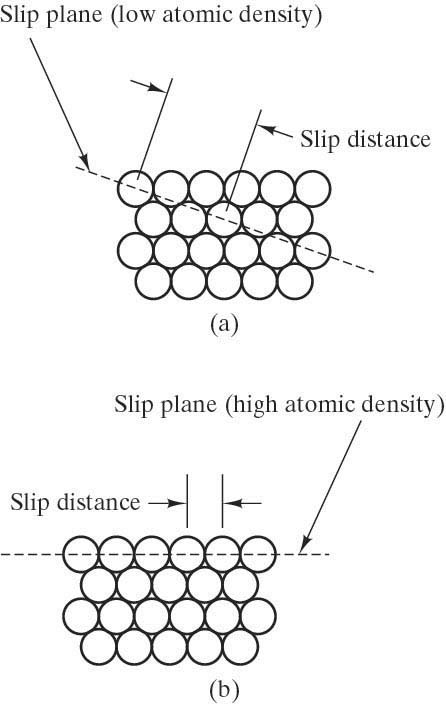 Slip plane (low atomic density)
Slip distance
(a)
Slip plane (high atomic density)
Slip distance
(b)